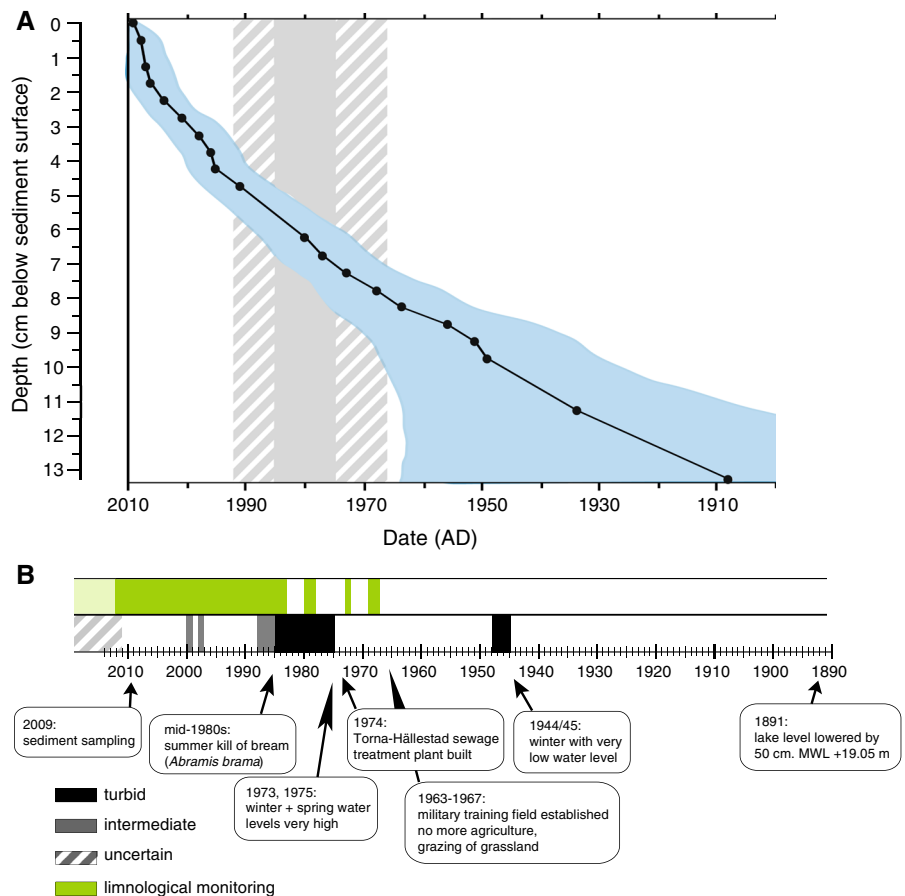 A
0
1
2
3
4
5
6
7
8
9
10
11
12
13
Depth (cm below sediment surface)
2010 1990 1970 1950 1930 1910
Date (AD)
B
2010 2000 1990 1980 1970 1960 1950 1940 1930 1920 1910 1900 1890
2009:
sediment sampling
mid-1980s:
summer kill of bream
(Abramis brama)
1974:
Torna-Hällestad sewage
treatment plant built
1944/45:
winter with very
low water level
1891:
lake level lowered by
50 cm. MWL +19.05 m
1973, 1975:
winter + spring water
levels very high
1963-1967:
military training field established
no more agriculture,
grazing of grassland
turbid
intermediate
uncertain
limnological monitoring